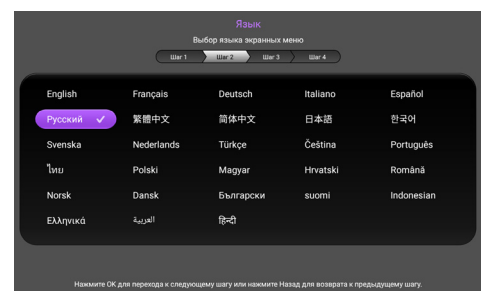 Язык
Выбор языка экранных меню
Шаг 1 Шаг 2 Шаг 3 Шаг 4
English Français Deutsch Italiano Español
Русский 繁體中文 简体中文 日本語 한국어
Svenska Nederlands Türkçe Čeština Português
ไทย Polski Magyar Hrvatski Română
Norsk Dansk Български suomi Indonesian
Ελληνικά العربية हिन्दी
Нажмите OK для перехода к следующему шагу или нажмите Назад для возврата к предыдущему шагу.